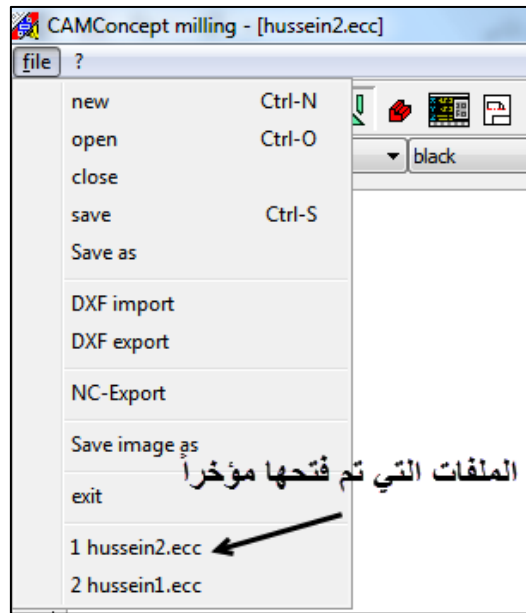 CAMConcept milling - [hussein2.ecc]
file ?
new Ctrl-N
open Ctrl-O
black
close
save Ctrl-S
Save as
DXF import
DXF export
NC-Export
Save image as
الملفات التي تم فتحها مؤخراً
exit
1 hussein2.ecc
2 hussein1.ecc